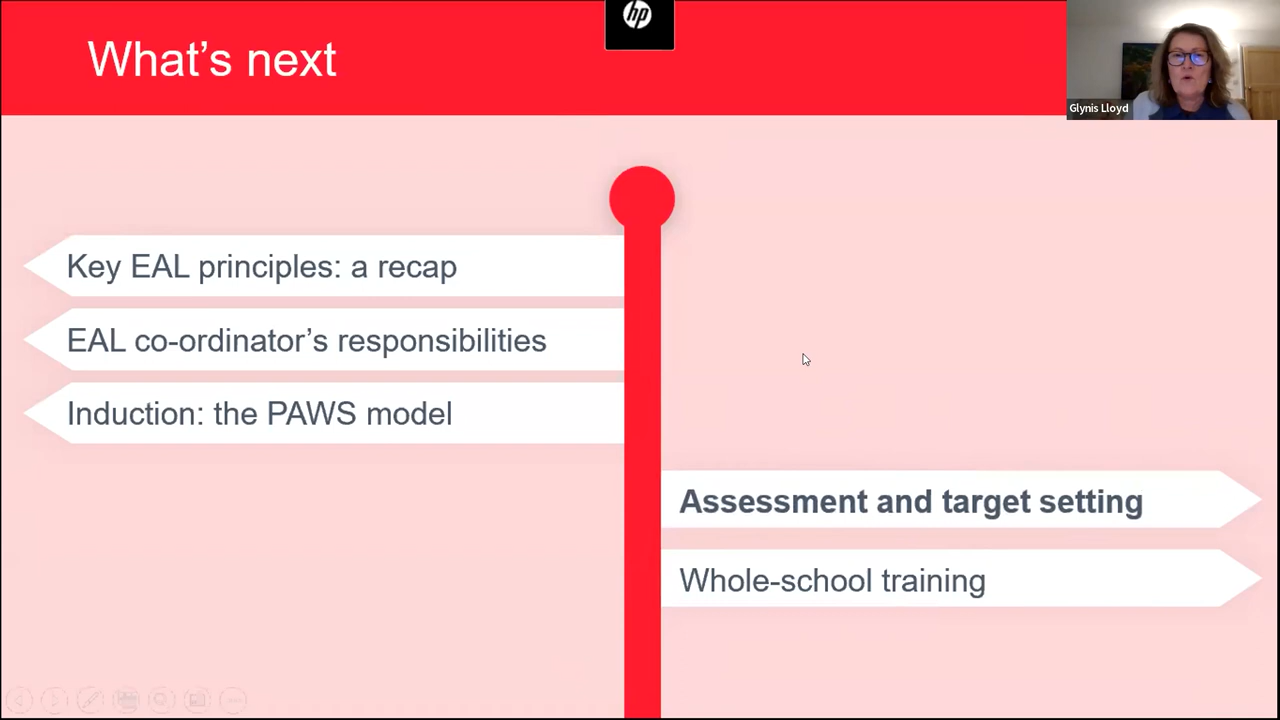 What's next
hp
Glynis Lloyd
Key EAL principles: a recap
EAL co-ordinator's responsibilities
Induction: the PAWS model
Assessment and target setting
Whole-school training